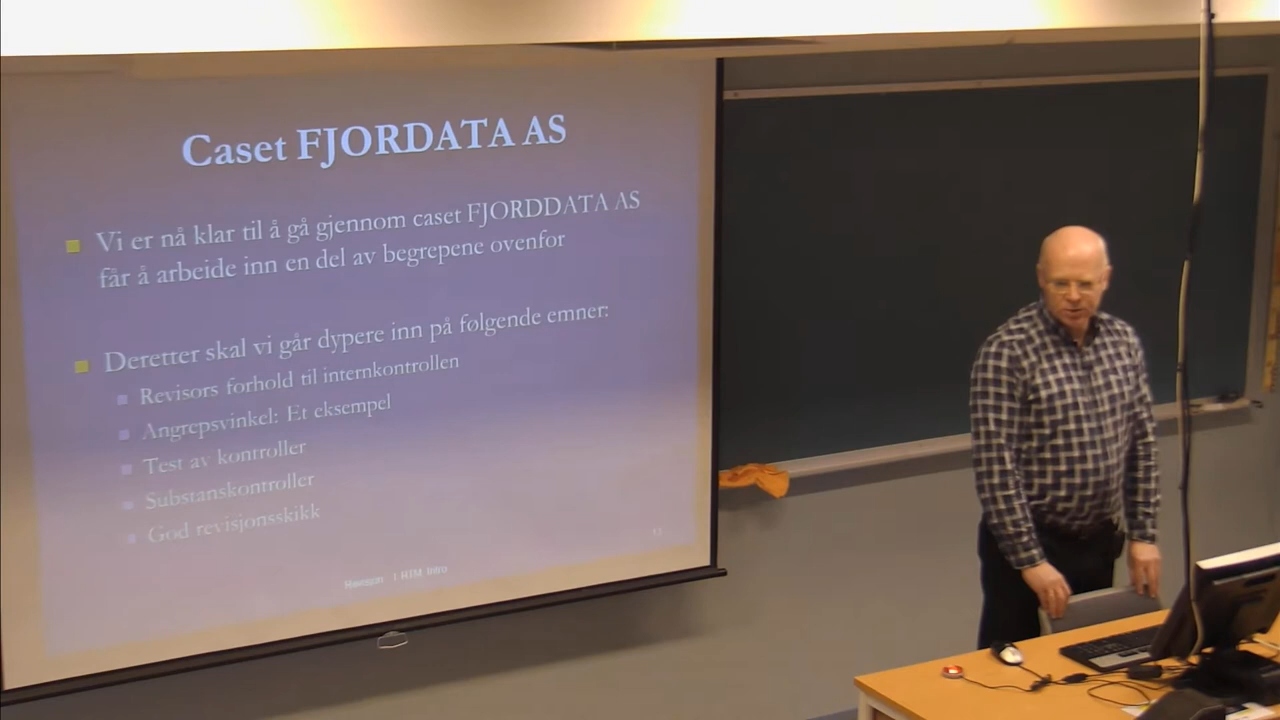 Caset FJORDATA AS
Vi er nå klar til å gå gjennom caset FJORDDATA AS
får å arbeide inn en del av begrepene ovenfor
Deretter skal vi går dypere inn på følgende emner:
Revisors forhold til internkontrollen
Angrepsvinkel: Et eksempel
Test av kontroller
Substanskontroller
God revisjonsskikk
Intro